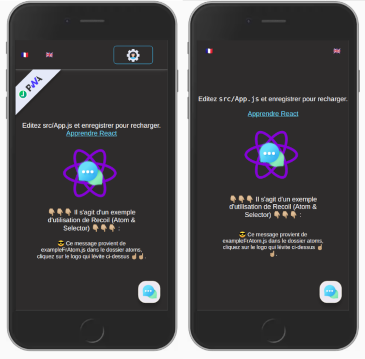 PWA
Editez src/App.js et enregistrer pour recharger.
Apprendre React
👇🏽👇🏽👇🏽 Il s'agit d'un exemple
d'utilisation de Recoil (Atom &
Selector) 👇🏽👇🏽👇🏽 :
😎 Ce message provient de
exampleFrAtom.js dans le dossier atoms,
cliquez sur le logo qui lévite ci-dessus ☝🏽☝🏽.
Editez src/App.js et enregistrer pour recharger.
Apprendre React
👇🏽👇🏽👇🏽 Il s'agit d'un exemple
d'utilisation de Recoil (Atom &
Selector) 👇🏽👇🏽👇🏽 :
😎 Ce message provient de
exampleFrAtom.js dans le dossier atoms,
cliquez sur le logo qui lévite ci-dessus ☝🏽
☝🏽.